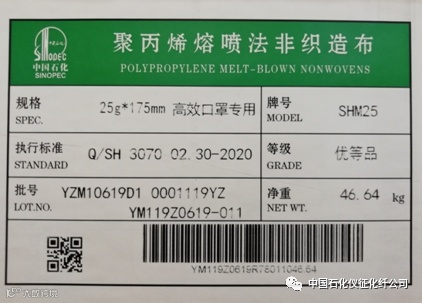 SINOPEC
中国石化
SINOPEC
聚丙烯熔喷法非织造布
POLYPROPYLENE MELT-BLOWN NONWOVENS
规格 25g*175mm 高效口罩专用 牌号 SHM25
SPEC. MODEL
执行标准 Q/SH 3070 02.30-2020 等级 优等品
STANDARD GRADE
批号 YZM10619D1 0001119YZ 净重 46.64 kg
LOT.NO. YM119Z0619-011 NET WT.
YM119Z0619R76011046.64
中国石化仪征化纤公司